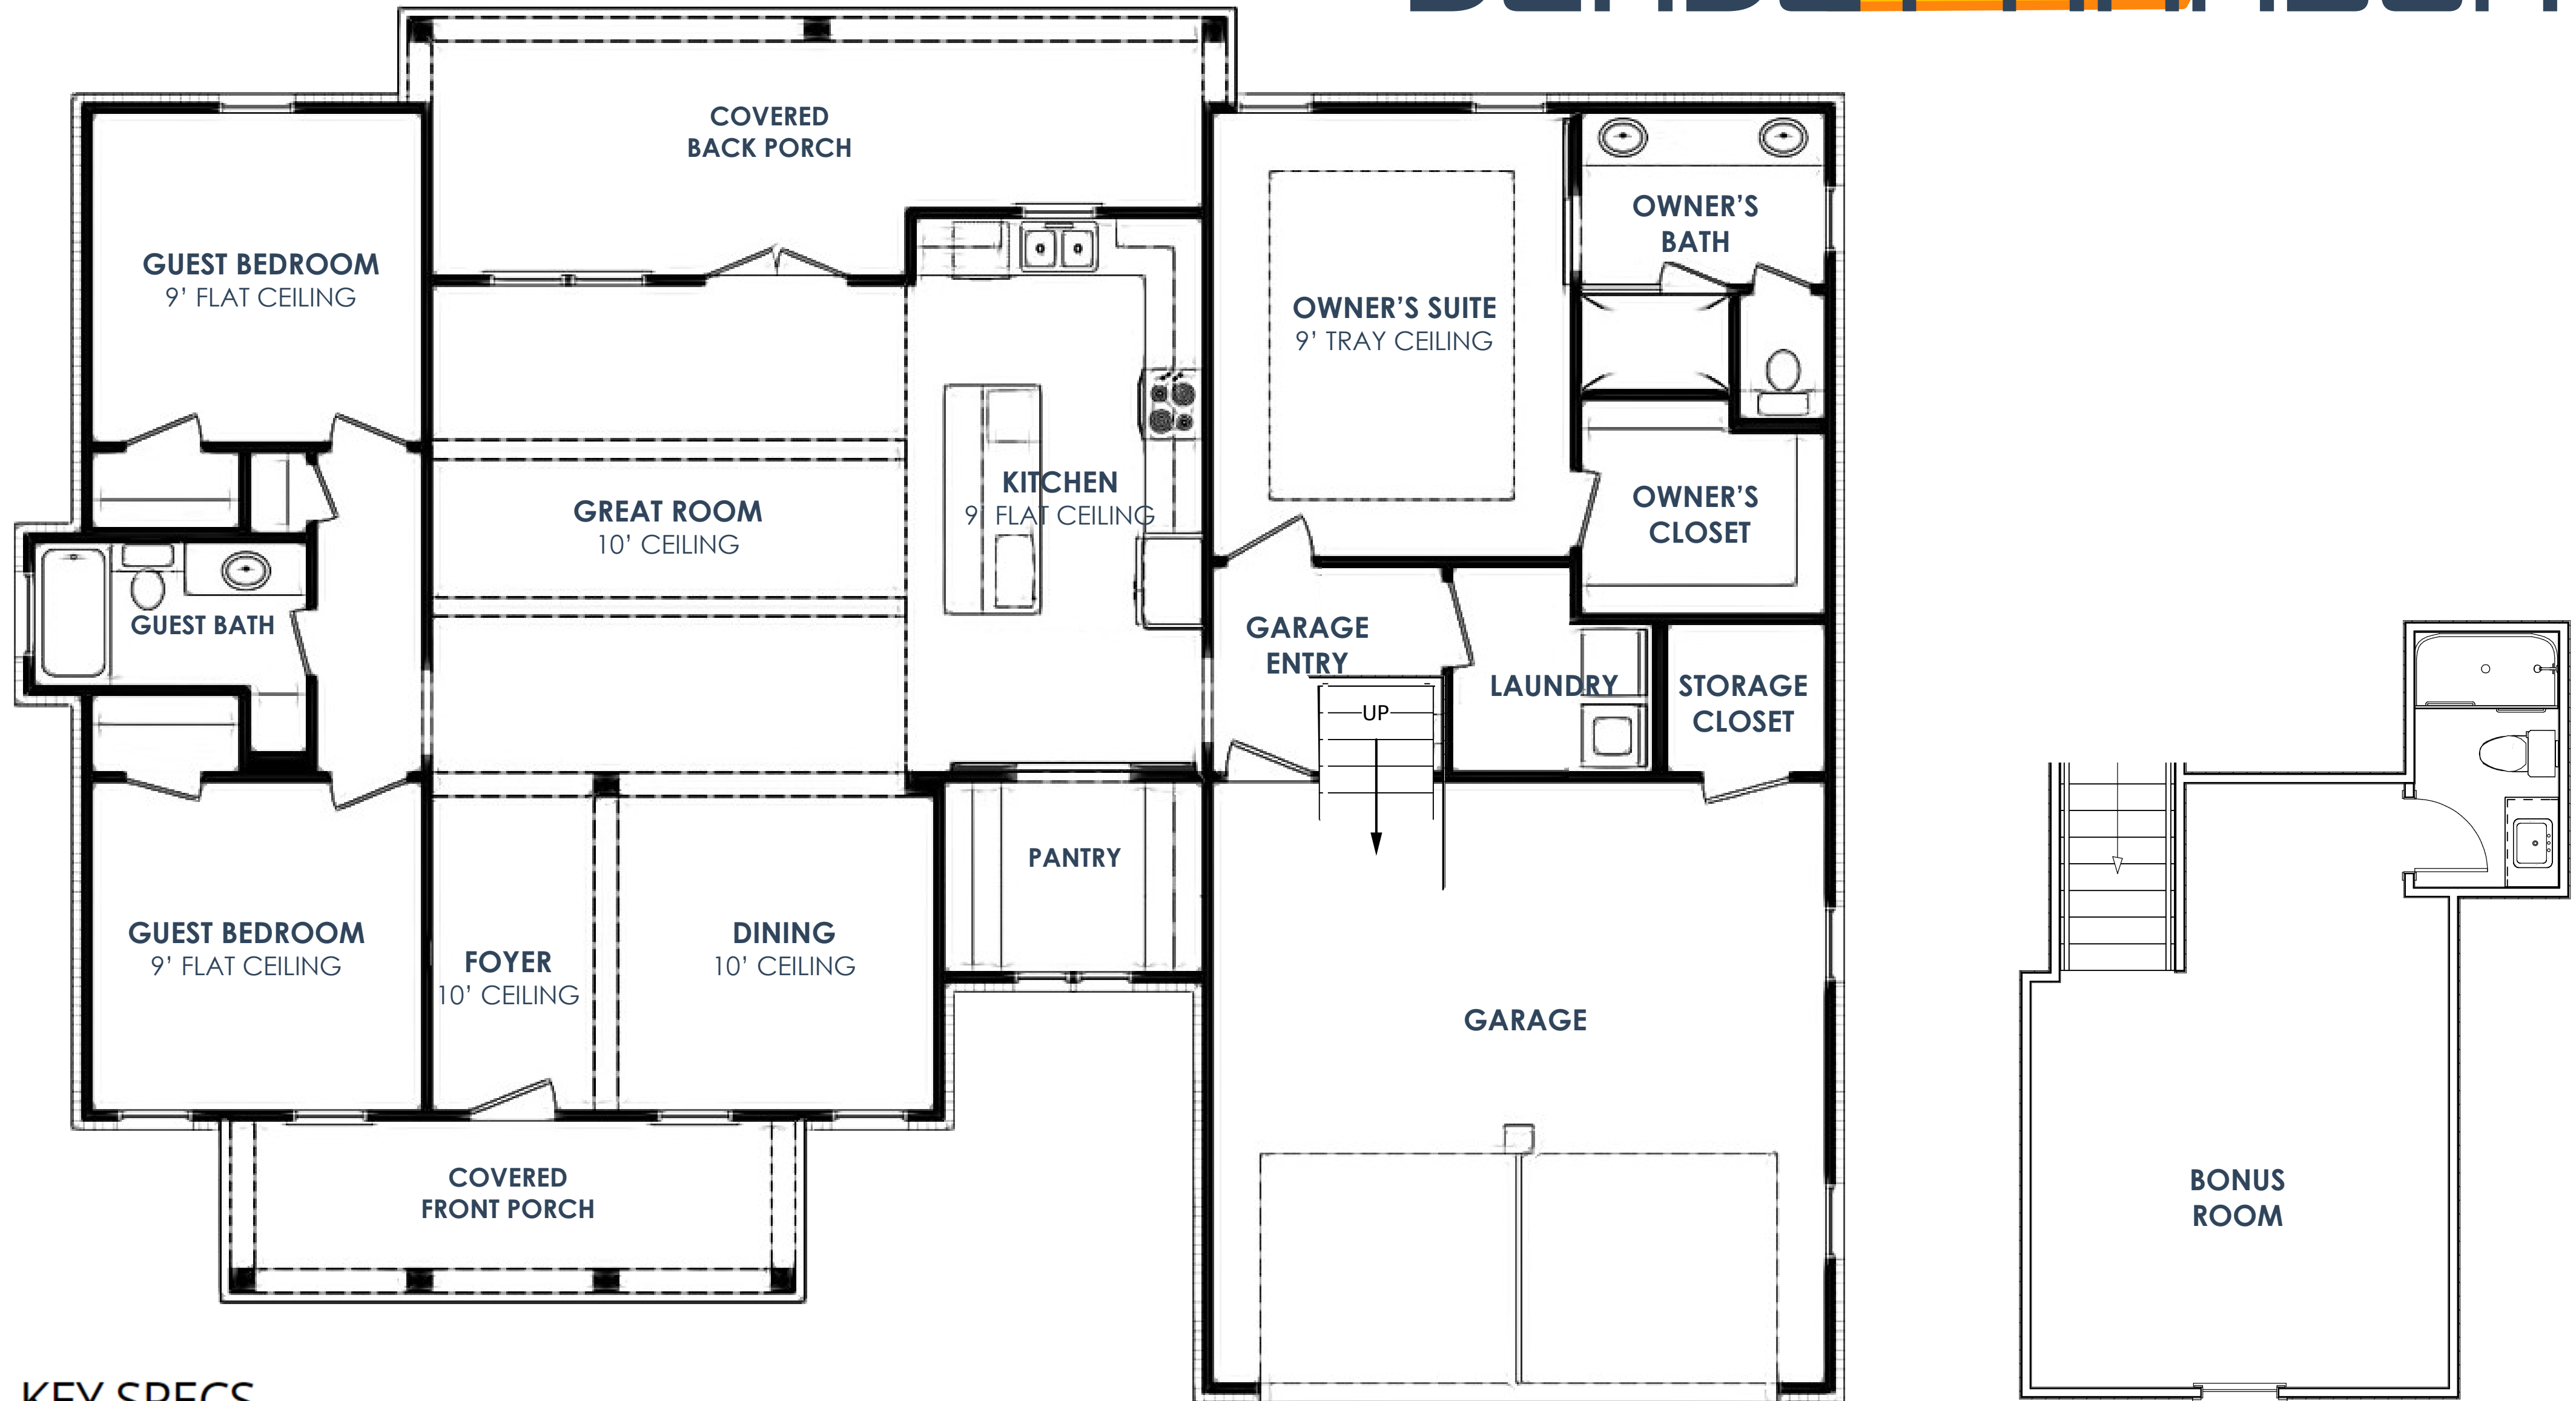 COVERED
BACK PORCH
GUEST BEDROOM
9’ FLAT CEILING
OWNER’S
BATH
OWNER’S SUITE
9’ TRAY CEILING
KITCHEN
9’ FLAT CEILING
GREAT ROOM
10’ CEILING
OWNER’S
CLOSET
GUEST BATH
GARAGE
ENTRY
LAUNDRY
STORAGE
CLOSET
UP
PANTRY
GUEST BEDROOM
9’ FLAT CEILING
FOYER
10’ CEILING
DINING
10’ CEILING
GARAGE
COVERED
FRONT PORCH
BONUS
ROOM
KEY SPECS